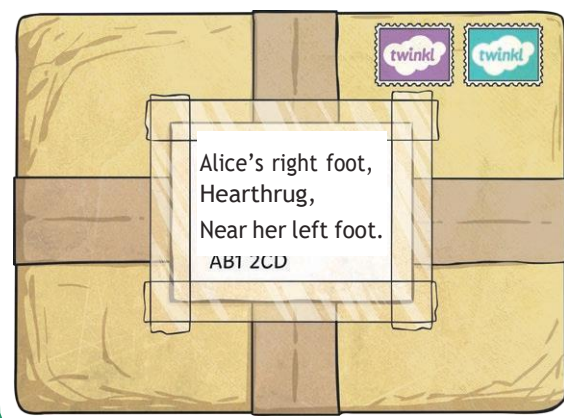 twinkl twinkl
Alice's right foot,
Hearthrug,
Near her left foot.
AB1 2CD